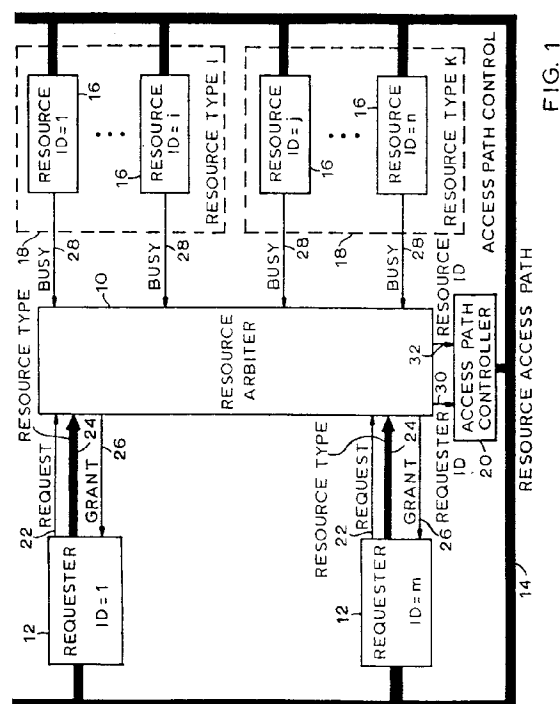 REQUESTER
ID=1
12
22
REQUEST
RESOURCE TYPE
24
GRANT
26
REQUESTER
ID=m
12
22
REQUEST
RESOURCE TYPE
24
GRANT
26
10
RESOURCE
ARBITER
BUSY
28
BUSY
28
BUSY
28
BUSY
28
18
RESOURCE
ID=1
16
RESOURCE
ID=i
16
RESOURCE TYPE 1
18
RESOURCE
ID=j
16
RESOURCE
ID=n
16
RESOURCE TYPE K
REQUESTER
ID
30
32
RESOURCE
ID
ACCESS PATH
CONTROLLER
20
ACCESS PATH CONTROL
RESOURCE ACCESS PATH
14
FIG. 1